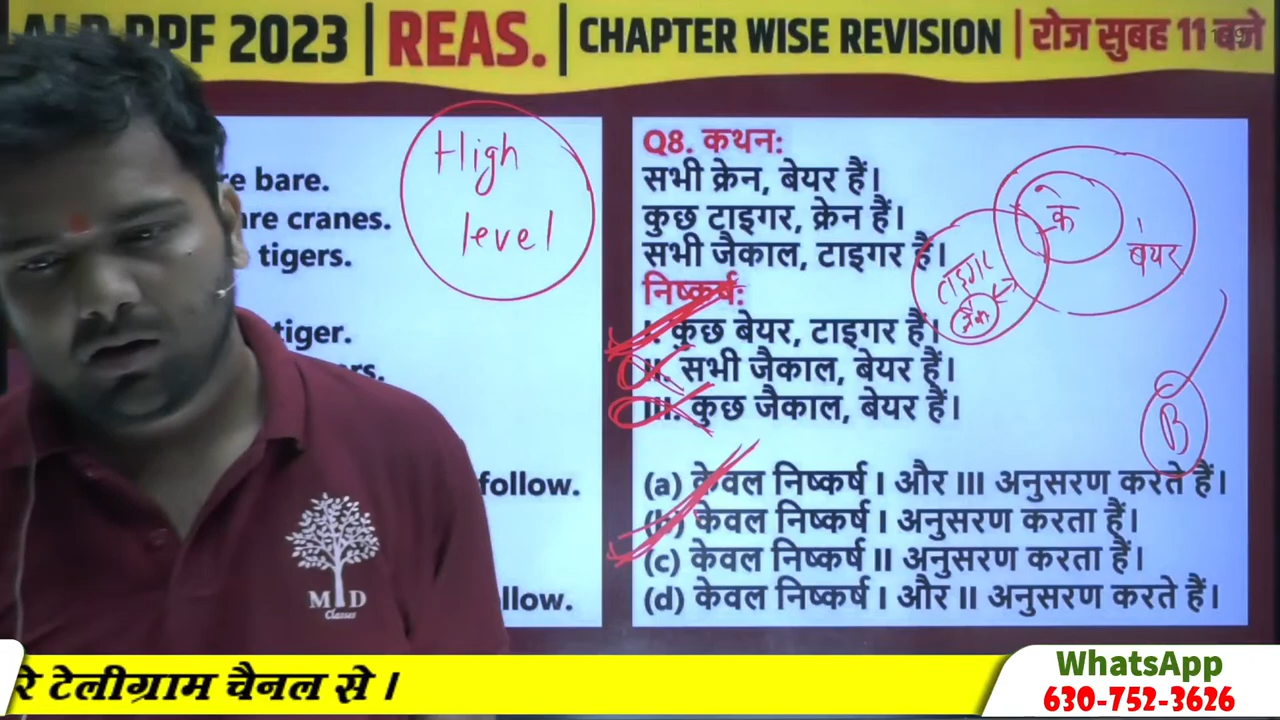 ALP RPF 2023 | REAS. | CHAPTER WISE REVISION | रोज सुबह 11 बजे
High
level
re bare.
are cranes.
tigers.
tiger.
rs.
follow.
llow.
Q8. कथन:
सभी क्रेन, बेयर हैं।
कुछ टाइगर, क्रेन हैं।
सभी जैकाल, टाइगर हैं।
निष्कर्ष:
I. कुछ बेयर, टाइगर हैं।
II. सभी जैकाल, बेयर हैं।
III. कुछ जैकाल, बेयर हैं।
(a) केवल निष्कर्ष I और III अनुसरण करते हैं।
(b) केवल निष्कर्ष I अनुसरण करता हैं।
(c) केवल निष्कर्ष II अनुसरण करता हैं।
(d) केवल निष्कर्ष I और II अनुसरण करते हैं।
के
बेयर
टाइगर
B
MD
Classes
रे टेलीग्राम चैनल से ।
WhatsApp
630-752-3626